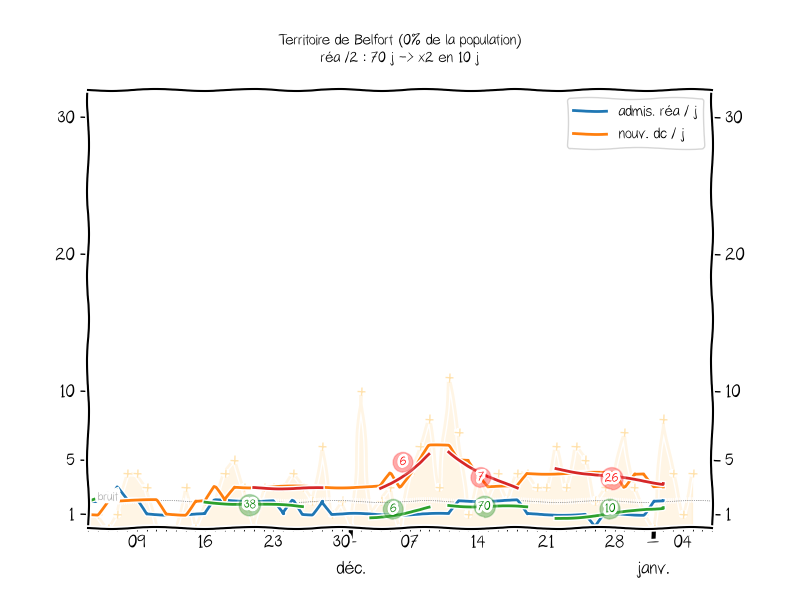 Territoire de Belfort (0% de la population)
réa /2 : 70 j -> x2 en 10 j
admis. réa / j
nouv. dc / j
30 30
20 20
10 10
5 5
1 1
bruit
6 7 26
38 6 70 10
09 16 23 30 07 14 21 28 04
déc. janv.